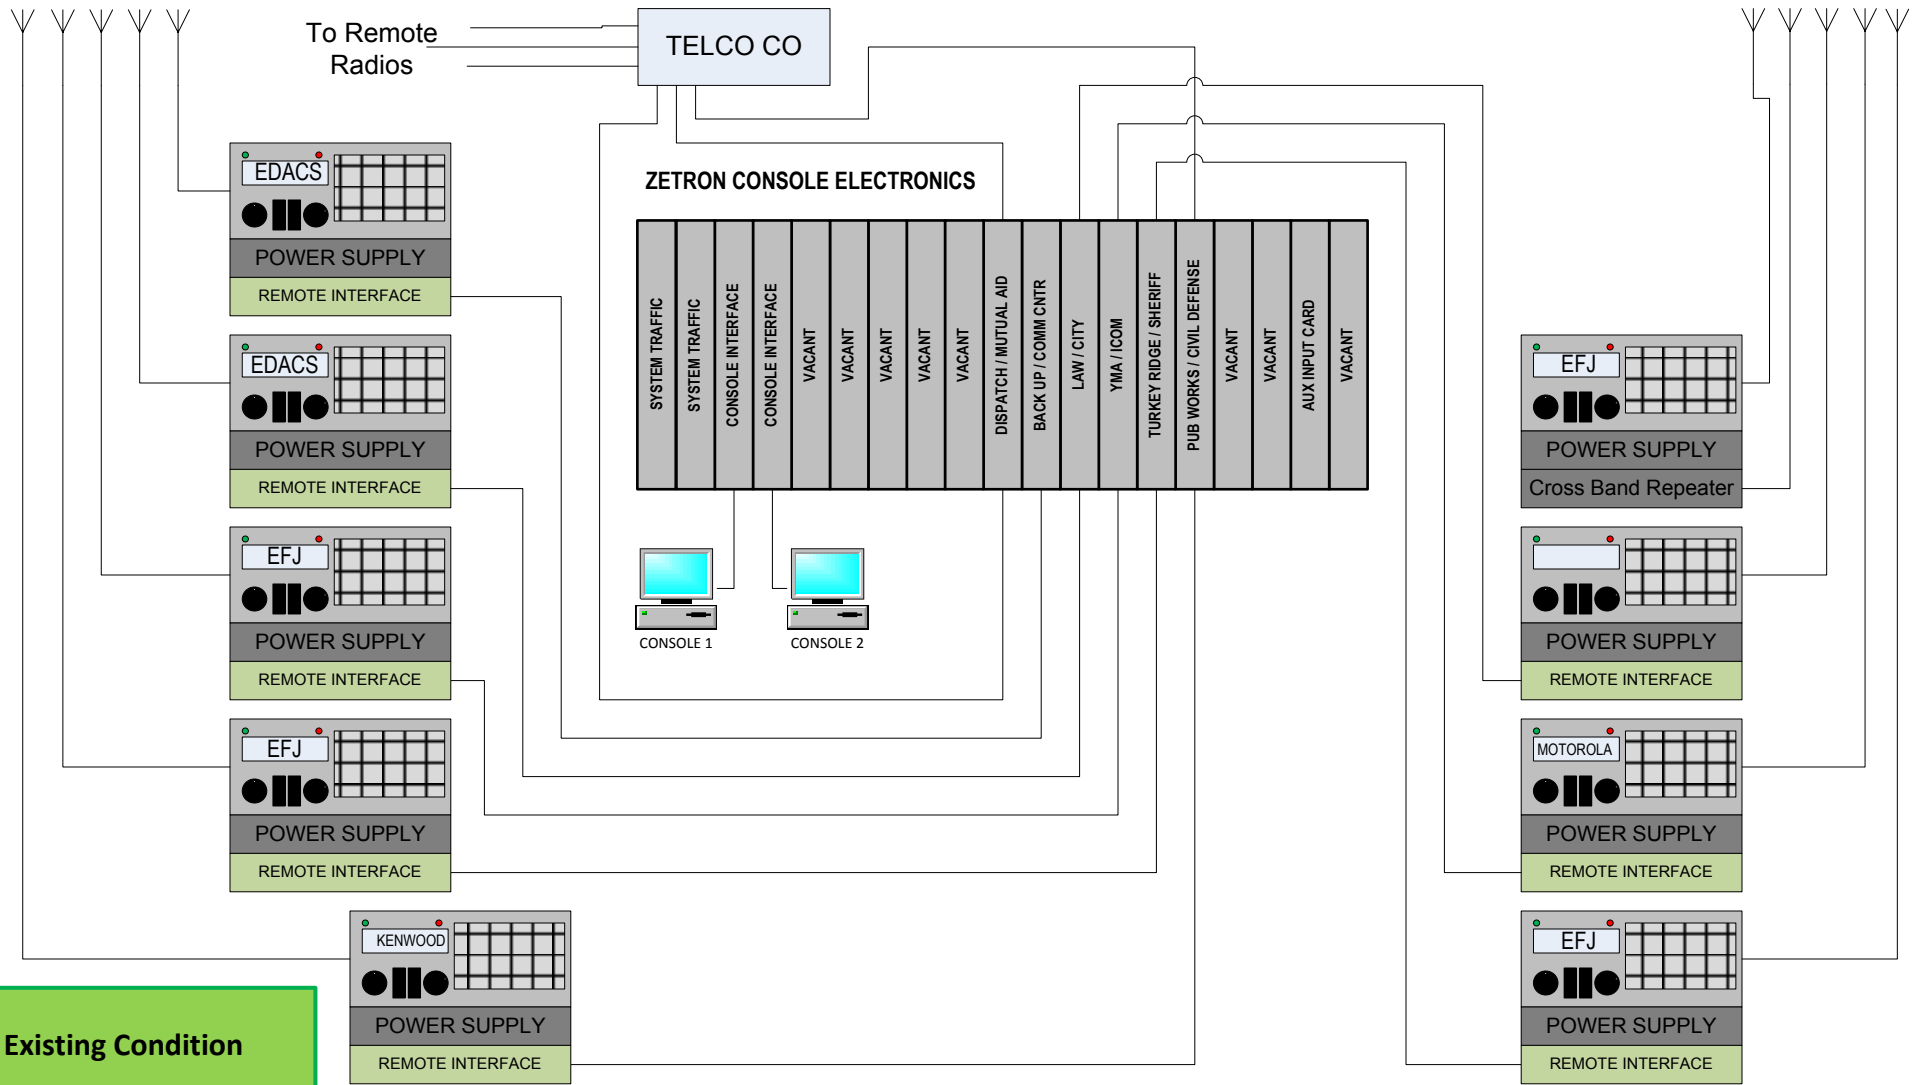 To Remote
Radios
TELCO CO
ZETRON CONSOLE ELECTRONICS
SYSTEM TRAFFIC
SYSTEM TRAFFIC
CONSOLE INTERFACE
CONSOLE INTERFACE
VACANT
VACANT
VACANT
VACANT
VACANT
DISPATCH / MUTUAL AID
BACK UP / COMM CNTR
LAW / CITY
YMA / ICOM
TURKEY RIDGE / SHERIFF
PUB WORKS / CIVIL DEFENSE
VACANT
VACANT
AUX INPUT CARD
VACANT
CONSOLE 1
CONSOLE 2
EDACS
POWER SUPPLY
REMOTE INTERFACE
EDACS
POWER SUPPLY
REMOTE INTERFACE
EFJ
POWER SUPPLY
REMOTE INTERFACE
EFJ
POWER SUPPLY
REMOTE INTERFACE
KENWOOD
POWER SUPPLY
REMOTE INTERFACE
EFJ
POWER SUPPLY
Cross Band Repeater
POWER SUPPLY
REMOTE INTERFACE
MOTOROLA
POWER SUPPLY
REMOTE INTERFACE
EFJ
POWER SUPPLY
REMOTE INTERFACE
Existing Condition